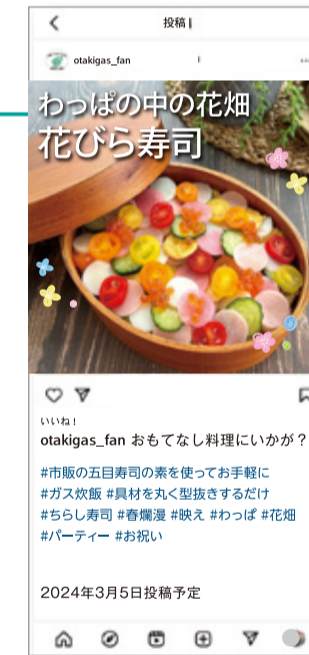 投稿
otakigas_fan
わっぱの中の花畑
花びら寿司
いいね！
otakigas_fan おもてなし料理にいかが？
#市販の五目寿司の素を使ってお手軽に
#ガス炊飯 #具材を丸く型抜きするだけ
#ちらし寿司 #春爛漫 #映え #わっぱ #花畑
#パーティー #お祝い
2024年3月5日投稿予定